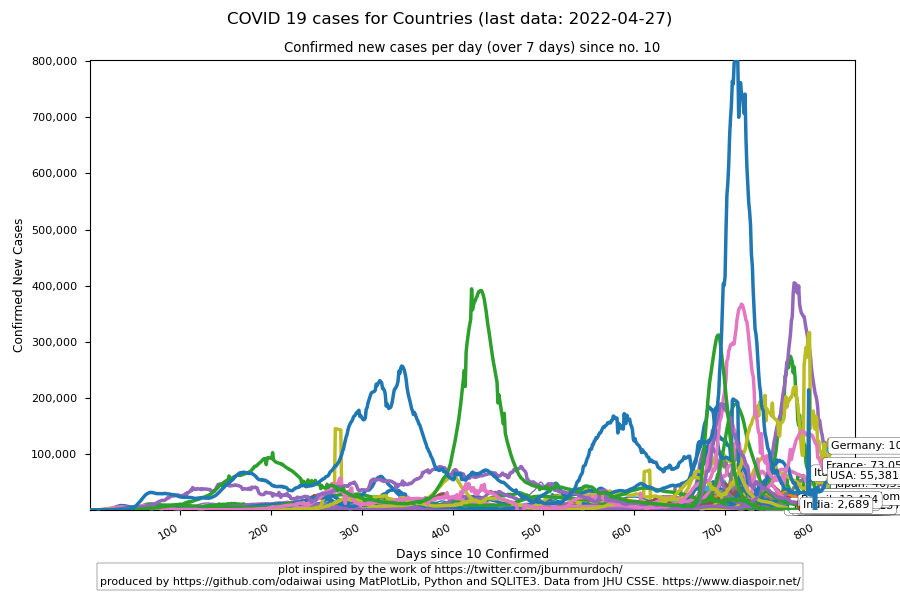 COVID 19 cases for Countries (last data: 2022-04-27)
Confirmed new cases per day (over 7 days) since no. 10
800,000
700,000
600,000
500,000
400,000
300,000
200,000
100,000
Confirmed New Cases
Germany: 10
France: 73,05
USA: 55,381
India: 2,689
100
200
300
400
500
600
700
800
Days since 10 Confirmed
plot inspired by the work of https://twitter.com/jburnmurdoch/
produced by https://github.com/odaiwai using MatPlotLib, Python and SQLITE3. Data from JHU CSSE. https://www.diaspoir.net/